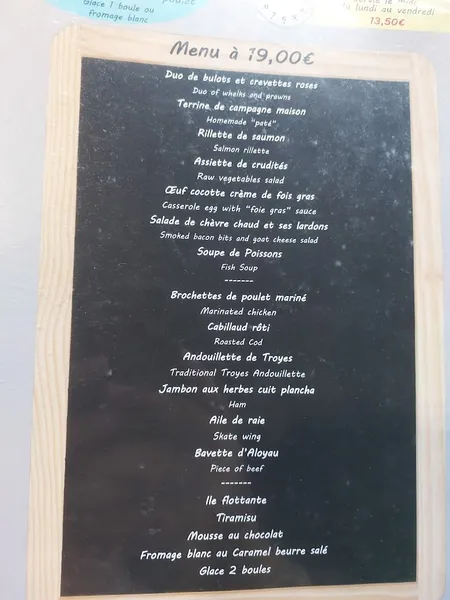 Glace 1 boule ou
fromage blanc
lundi au vendredi
13,50€
Menu à 19,00€
Duo de bulots et crevettes roses
Duo of whelks and prawns
Terrine de campagne maison
Homemade "paté"
Rillette de saumon
Salmon rillette
Assiette de crudités
Raw vegetables salad
Œuf cocotte crème de fois gras
Casserole egg with "foie gras" sauce
Salade de chèvre chaud et ses lardons
Smoked bacon bits and goat cheese salad
Soupe de Poissons
Fish Soup
-------
Brochettes de poulet mariné
Marinated chicken
Cabillaud rôti
Roasted Cod
Andouillette de Troyes
Traditional Troyes Andouillette
Jambon aux herbes cuit plancha
Ham
Aile de raie
Skate wing
Bavette d'Aloyau
Piece of beef
-------
Ile flottante
Tiramisu
Mousse au chocolat
Fromage blanc au Caramel beurre salé
Glace 2 boules